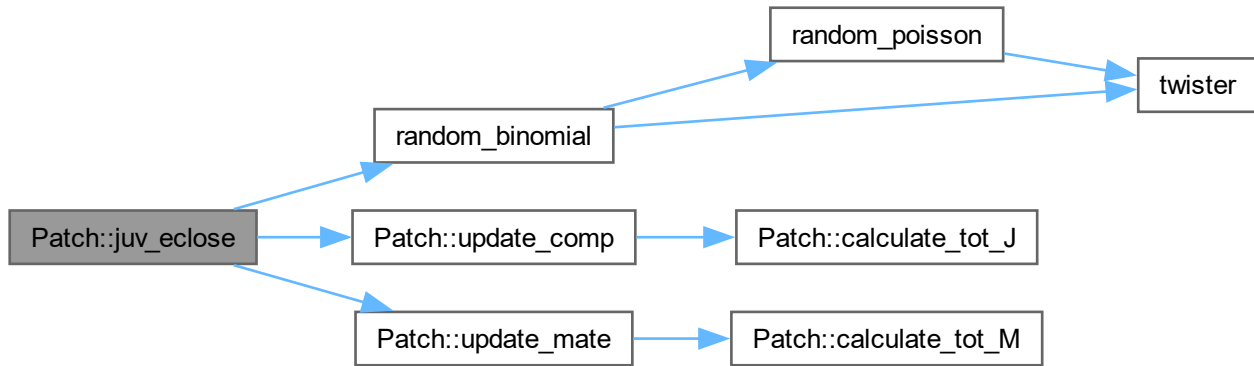 random_poisson
twister
random_binomial
Patch::juv_eclose
Patch::update_comp
Patch::calculate_tot_J
Patch::update_mate
Patch::calculate_tot_M